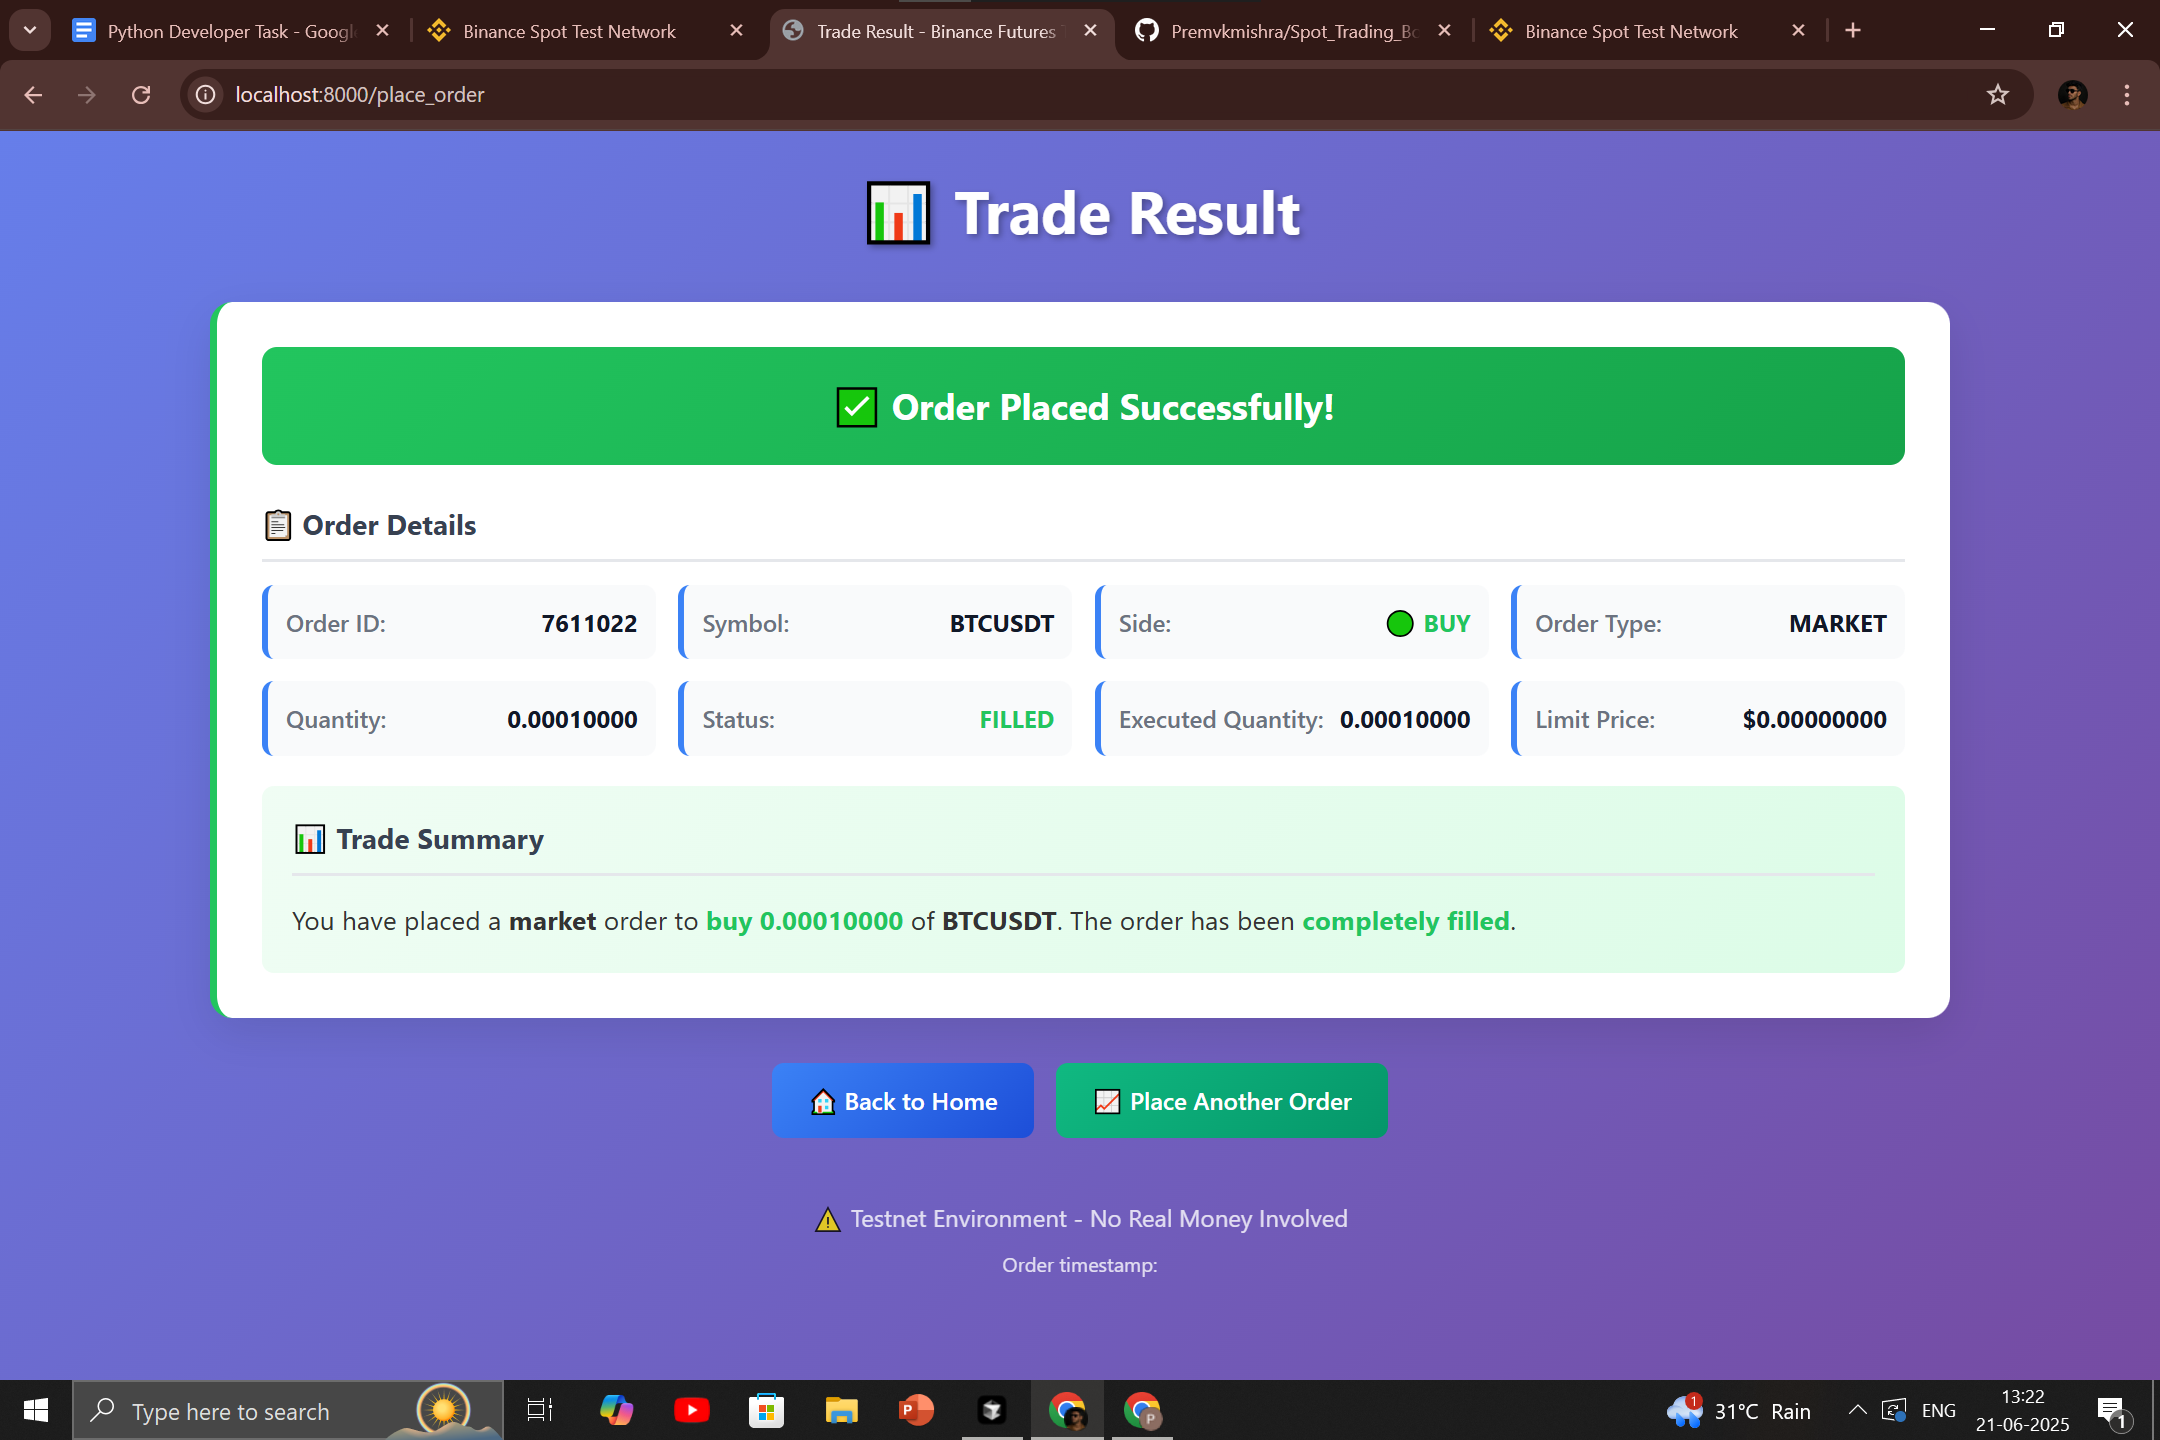 Python Developer Task - Googl
Binance Spot Test Network
Trade Result - Binance Futures
Premvkmishra/Spot_Trading_Bo
Binance Spot Test Network
localhost:8000/place_order
Trade Result
Order Placed Successfully!
Order Details
Order ID: 7611022
Symbol: BTCUSDT
Side: BUY
Order Type: MARKET
Quantity: 0.00010000
Status: FILLED
Executed Quantity: 0.00010000
Limit Price: $0.00000000
Trade Summary
You have placed a market order to buy 0.00010000 of BTCUSDT. The order has been completely filled.
Back to Home
Place Another Order
Testnet Environment - No Real Money Involved
Order timestamp:
Type here to search
P
P
1
31°C Rain
ENG
13:22
21-06-2025
1